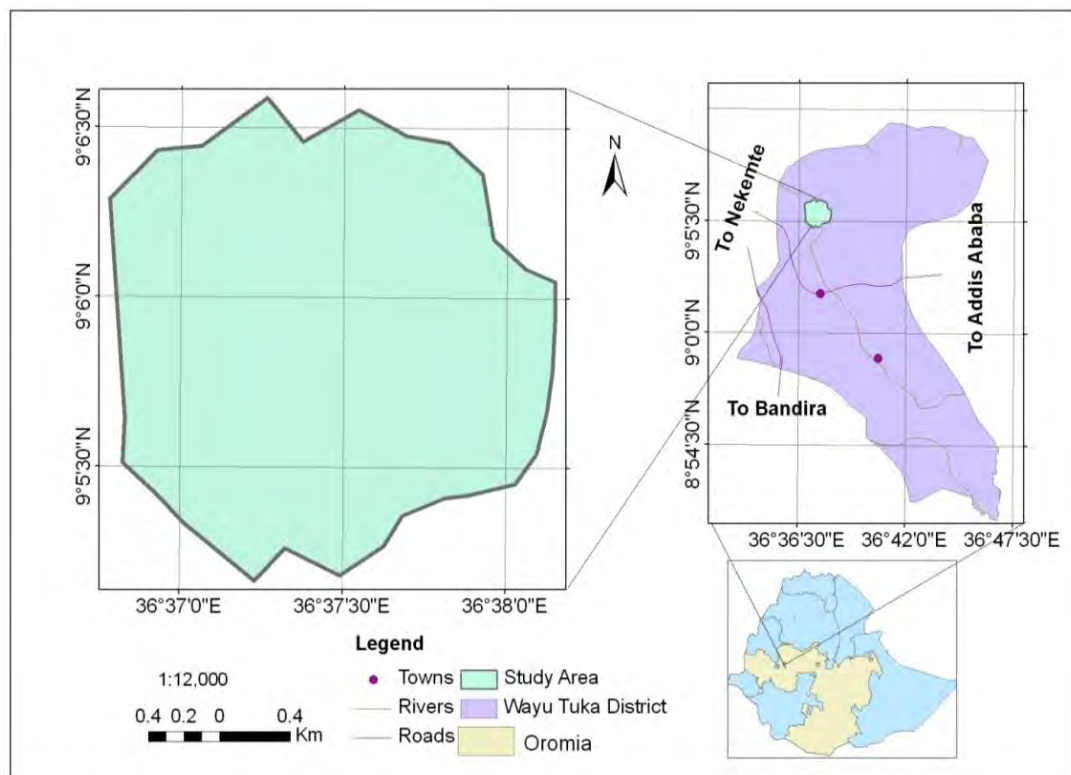 9°6'30"N
9°6'0"N
9°5'30"N
36°37'0"E
36°37'30"E
36°38'0"E
N
To Nekemte
To Addis Ababa
To Bandira
9°5'30"N
9°0'0"N
8°54'30"N
36°36'30"E
36°42'0"E
36°47'30"E
Legend
Towns
Study Area
Rivers
Wayu Tuka District
Roads
Oromia
1:12,000
0.4 0.2 0 0.4
Km